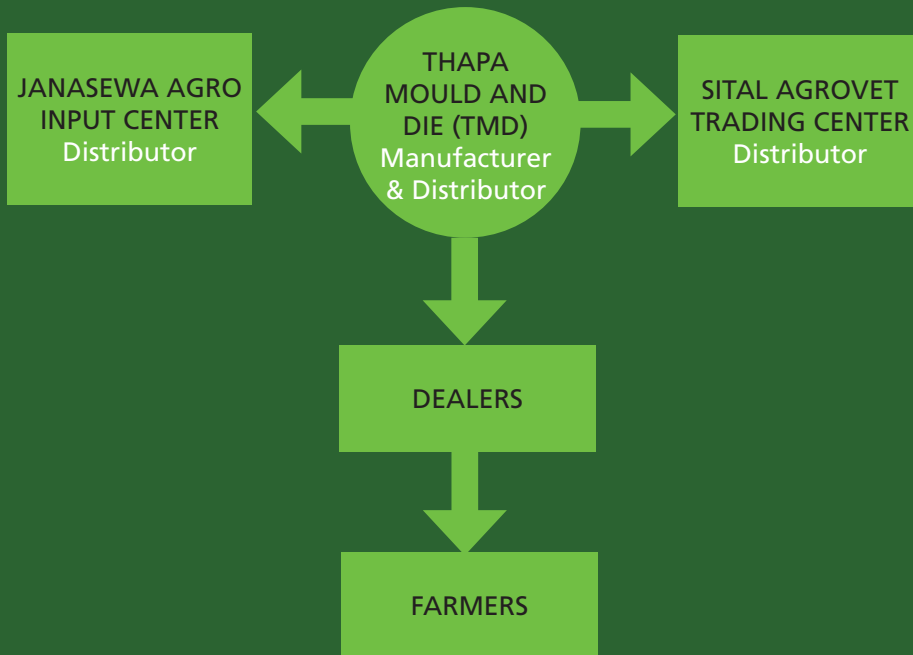 JANASEWA AGRO
INPUT CENTER
Distributor
THAPA
MOULD AND
DIE (TMD)
Manufacturer
& Distributor
SITAL AGROVET
TRADING CENTER
Distributor
DEALERS
FARMERS